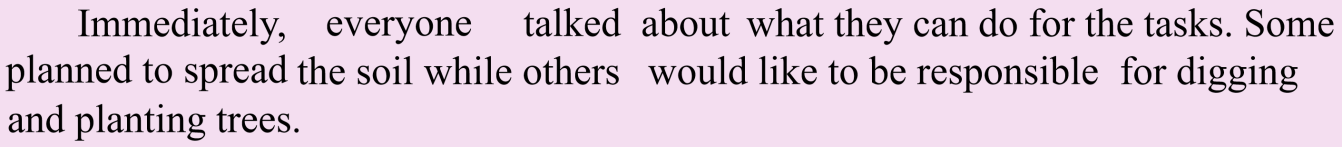 Immediately, everyone talked about what they can do for the tasks. Some
planned to spread the soil while others would like to be responsible for digging
and planting trees.